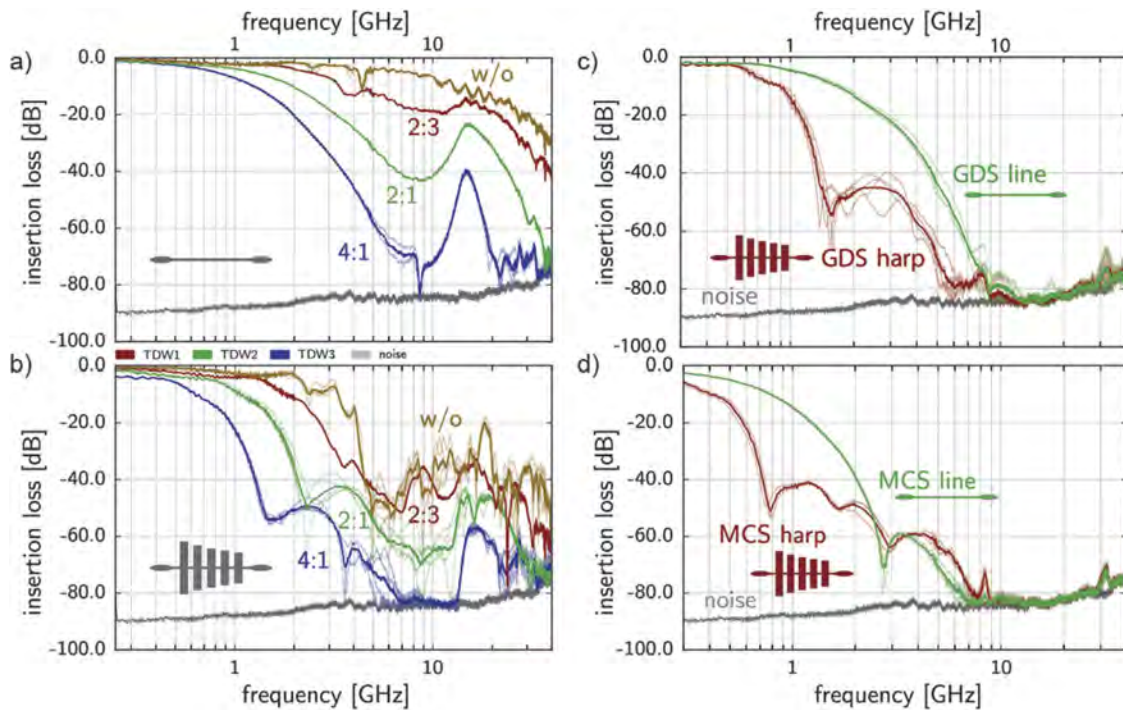 frequency [GHz]
1 10
a)
0.0
-20.0
-40.0
-60.0
-80.0
-100.0
insertion loss [dB]
w/o
2:3
2:1
4:1
TDW1 TDW2 TDW3 noise
b)
0.0
-20.0
-40.0
-60.0
-80.0
-100.0
insertion loss [dB]
w/o
2:3
2:1
4:1
1 10
frequency [GHz]
frequency [GHz]
1 10
c)
0.0
-20.0
-40.0
-60.0
-80.0
-100.0
insertion loss [dB]
GDS line
GDS harp
noise
d)
0.0
-20.0
-40.0
-60.0
-80.0
-100.0
insertion loss [dB]
MCS line
MCS harp
noise
1 10
frequency [GHz]